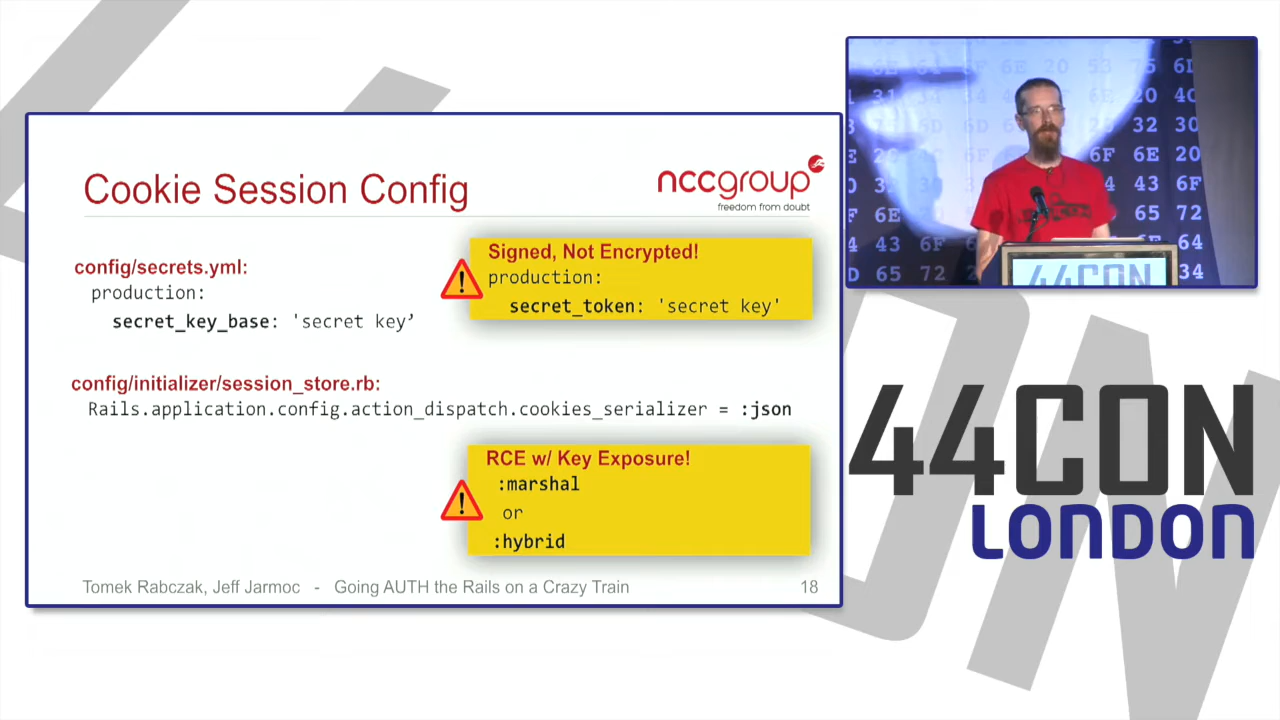 Cookie Session Config
nccgroup
freedom from doubt
config/secrets.yml:
production:
secret_key_base: 'secret key’
Signed, Not Encrypted!
production:
secret_token: 'secret key'
config/initializer/session_store.rb:
Rails.application.config.action_dispatch.cookies_serializer = :json
RCE w/ Key Exposure!
:marshal
or
:hybrid
Tomek Rabczak, Jeff Jarmoc - Going AUTH the Rails on a Crazy Train
18
44CON
44CON
LONDON